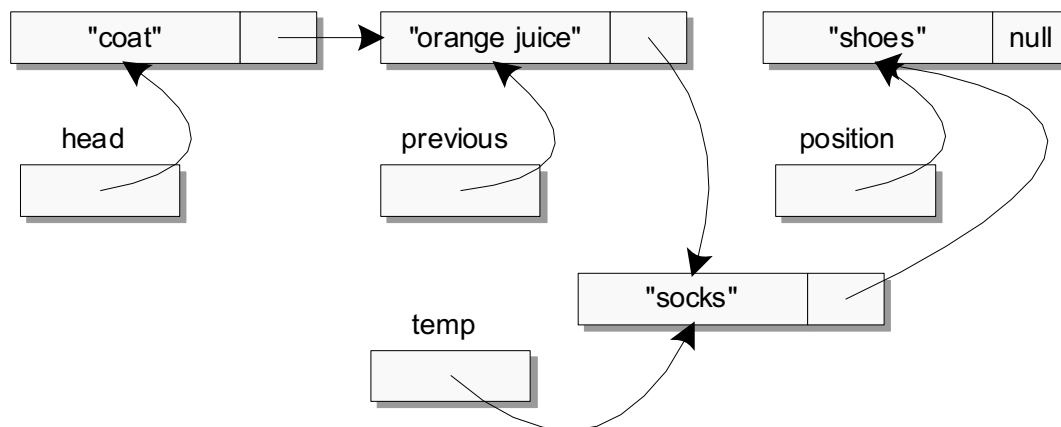 "coat" "orange juice" "shoes" null
head previous position
"socks"
temp